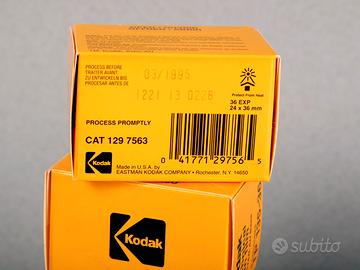 PROCESS BEFORE
TRAITER AVANT
ZU ENTWICKELN BIS
PROCESAR ANTES DE
03/1995
1221 13 0228
Protect From Heat
36 EXP
24 x 36 mm
PROCESS PROMPTLY
CAT 129 7563
Kodak
Made in U.S.A. by
EASTMAN KODAK COMPANY • Rochester, N.Y. 14650
0 41771 29756 5
Kodak
subito